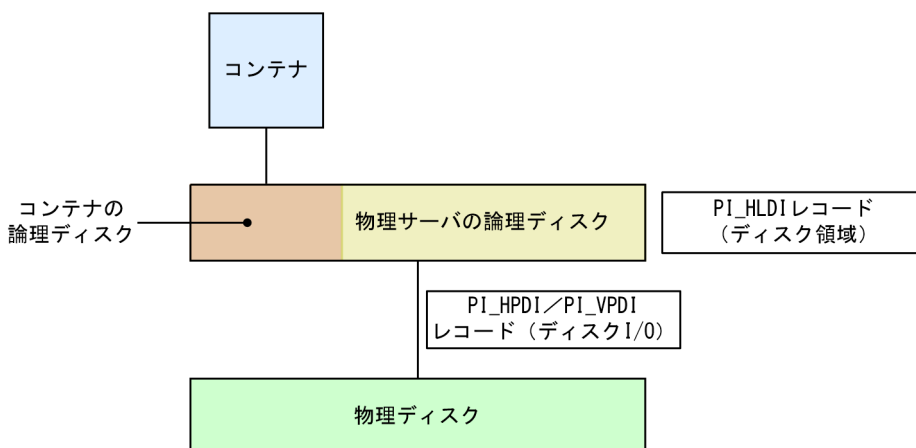 コンテナ
コンテナの
論理ディスク
物理サーバの論理ディスク
PI_HLDIレコード
（ディスク領域）
PI_HPDI／PI_VPDI
レコード（ディスクI/O）
物理ディスク